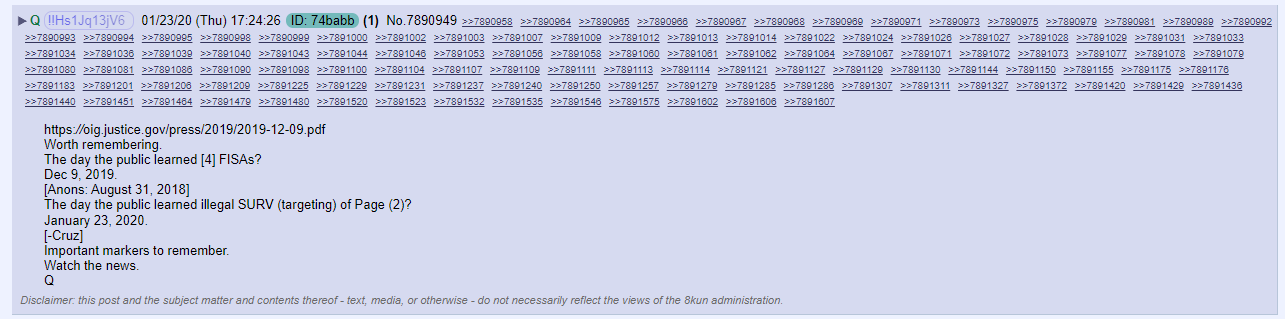 ▶ Q !!Hs1Jq13jV6 01/23/20 (Thu) 17:24:26 ID: 74babb (1) No.7890949 >>7890958 >>7890964 >>7890965 >>7890966 >>7890967 >>7890968 >>7890969 >>7890971 >>7890973 >>7890975 >>7890979 >>7890981 >>7890989 >>7890992
>>7890993 >>7890994 >>7890995 >>7890998 >>7890999 >>7891000 >>7891002 >>7891003 >>7891007 >>7891009 >>7891012 >>7891013 >>7891014 >>7891022 >>7891024 >>7891026 >>7891027 >>7891028 >>7891029 >>7891031 >>7891033
>>7891034 >>7891036 >>7891039 >>7891040 >>7891043 >>7891044 >>7891046 >>7891053 >>7891056 >>7891058 >>7891060 >>7891061 >>7891062 >>7891064 >>7891067 >>7891071 >>7891072 >>7891073 >>7891077 >>7891078 >>7891079
>>7891080 >>7891081 >>7891086 >>7891090 >>7891098 >>7891100 >>7891104 >>7891107 >>7891109 >>7891111 >>7891113 >>7891114 >>7891121 >>7891127 >>7891129 >>7891130 >>7891144 >>7891150 >>7891155 >>7891175 >>7891176
>>7891183 >>7891201 >>7891206 >>7891209 >>7891225 >>7891229 >>7891231 >>7891237 >>7891240 >>7891250 >>7891257 >>7891279 >>7891285 >>7891286 >>7891307 >>7891311 >>7891327 >>7891372 >>7891420 >>7891429 >>7891436
>>7891440 >>7891451 >>7891464 >>7891479 >>7891480 >>7891520 >>7891523 >>7891532 >>7891535 >>7891546 >>7891575 >>7891602 >>7891606 >>7891607
https://oig.justice.gov/press/2019/2019-12-09.pdf
Worth remembering.
The day the public learned [4] FISAs?
Dec 9, 2019.
[Anons: August 31, 2018]
The day the public learned illegal SURV (targeting) of Page (2)?
January 23, 2020.
[-Cruz]
Important markers to remember.
Watch the news.
Q
Disclaimer: this post and the subject matter and contents thereof - text, media, or otherwise - do not necessarily reflect the views of the 8kun administration.